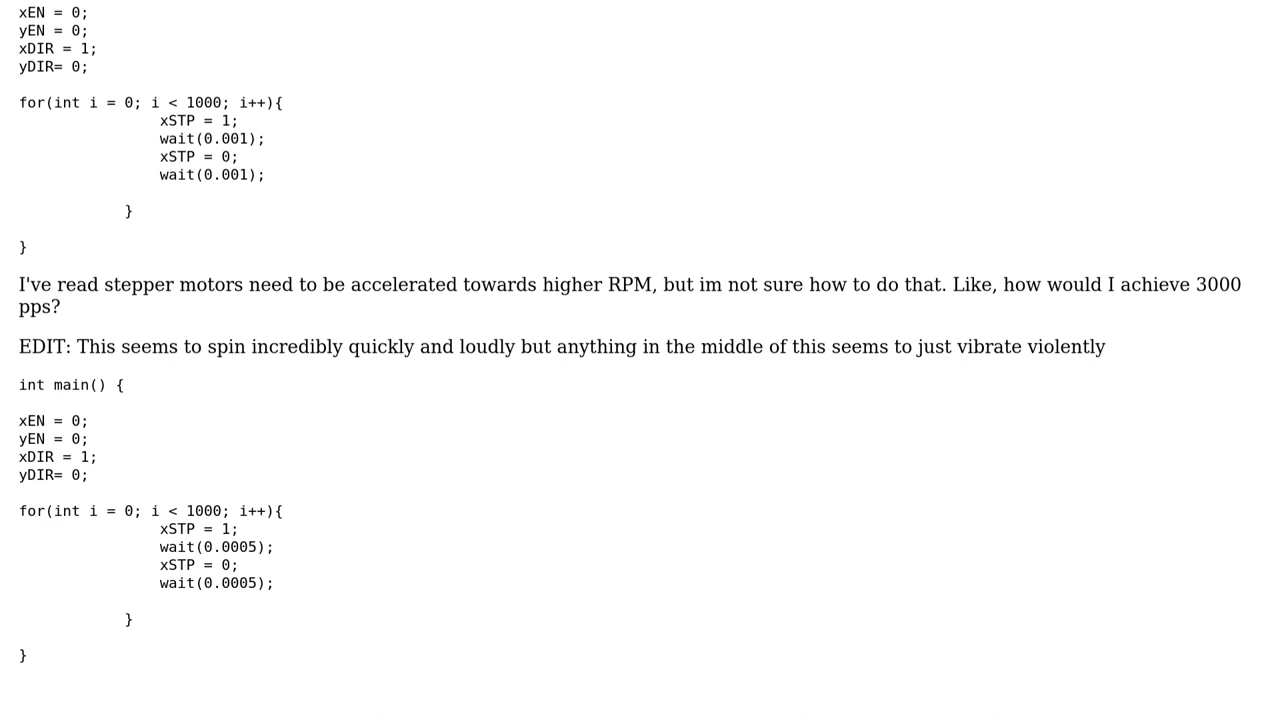 xEN = 0;
yEN = 0;
xDIR = 1;
yDIR= 0;
for(int i = 0; i < 1000; i++){
xSTP = 1;
wait(0.001);
xSTP = 0;
wait(0.001);
}
}
I've read stepper motors need to be accelerated towards higher RPM, but im not sure how to do that. Like, how would I achieve 3000
pps?
EDIT: This seems to spin incredibly quickly and loudly but anything in the middle of this seems to just vibrate violently
int main() {
xEN = 0;
yEN = 0;
xDIR = 1;
yDIR= 0;
for(int i = 0; i < 1000; i++){
xSTP = 1;
wait(0.0005);
xSTP = 0;
wait(0.0005);
}
}